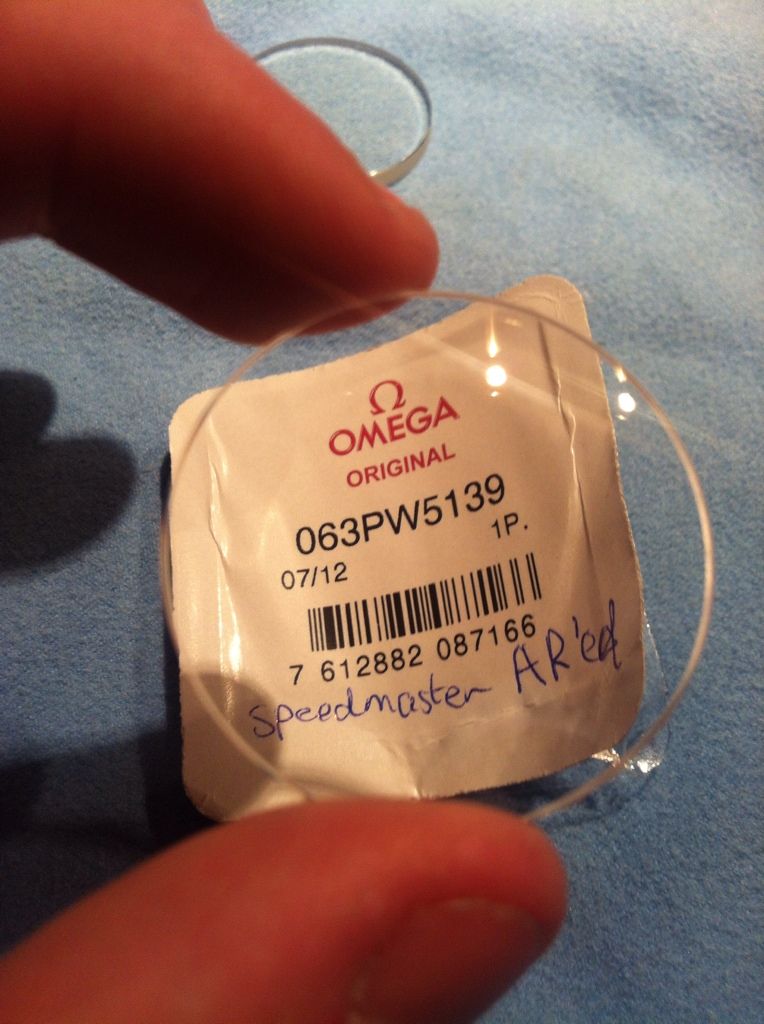 Ω
OMEGA
ORIGINAL
063PW5139
1P.
07/12
7 612882 087166
Speedmaster AR'ed